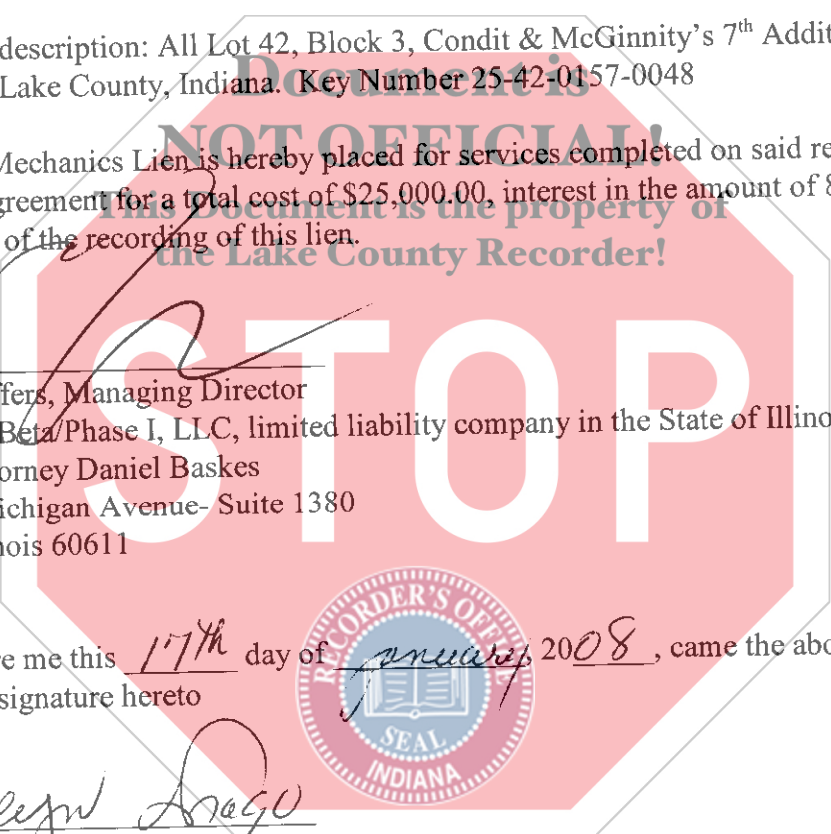 description: All Lot 42, Block 3, Condit & McGinnity's 7th Addit
Lake County, Indiana. Key Number 25-42-0157-0048
Document is
NOT OFFICIAL!
Mechanics Lien is hereby placed for services completed on said re
greement for a total cost of $25,000.00, interest in the amount of 8
This Document is the property of
of the recording of this lien.
the Lake County Recorder!
STOP
ffers, Managing Director
Beta/Phase I, LLC, limited liability company in the State of Illino
orney Daniel Baskes
ichigan Avenue- Suite 1380
nois 60611
RECORDER'S OFFICE
re me this 17th day of January, 2008, came the abo
signature hereto
SEAL
INDIANA